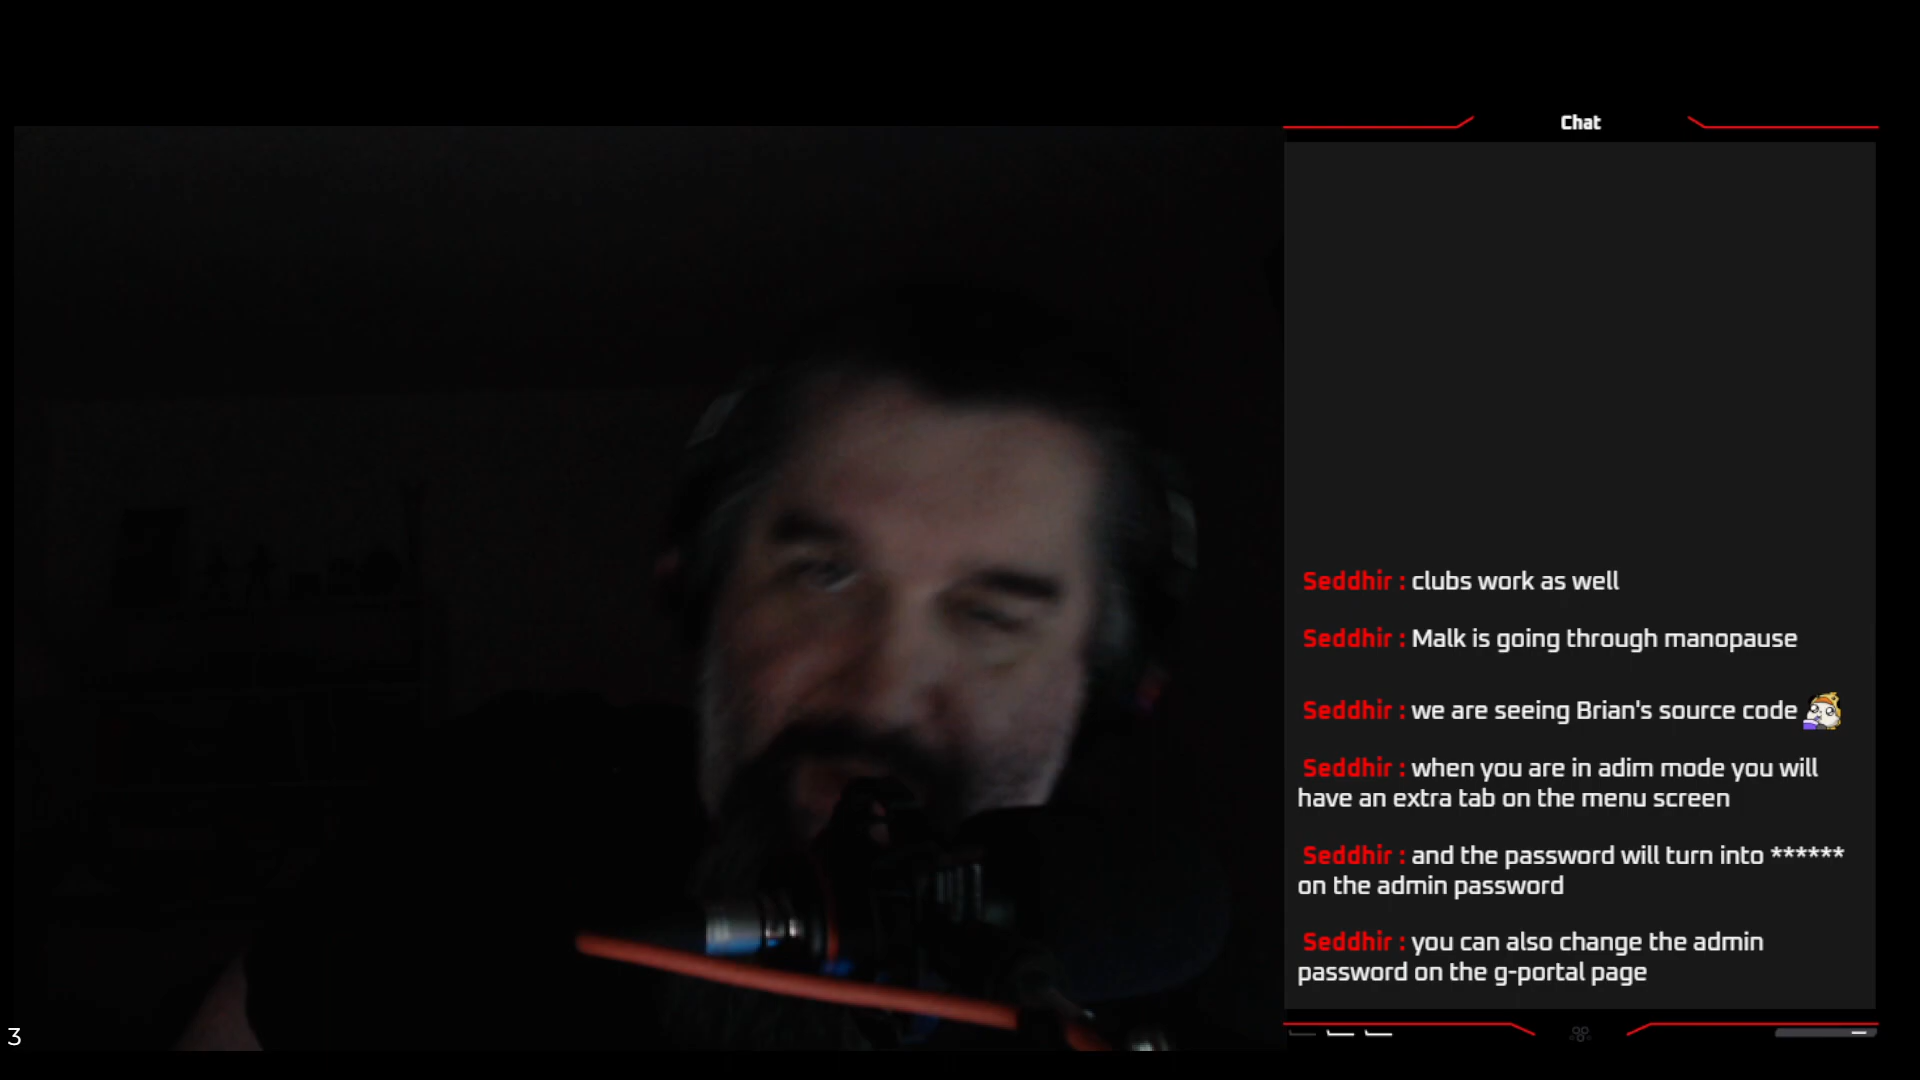 Chat
Seddhir : clubs work as well
Seddhir : Malk is going through manopause
Seddhir : we are seeing Brian's source code
Seddhir : when you are in adim mode you will
have an extra tab on the menu screen
Seddhir : and the password will turn into ******
on the admin password
Seddhir : you can also change the admin
password on the g-portal page
3